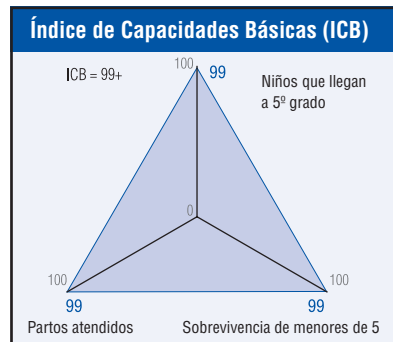 Índice de Capacidades Básicas (ICB)
ICB = 99+
100
99
Niños que llegan
a 5º grado
0
100
100
99
99
Partos atendidos
Sobrevivencia de menores de 5